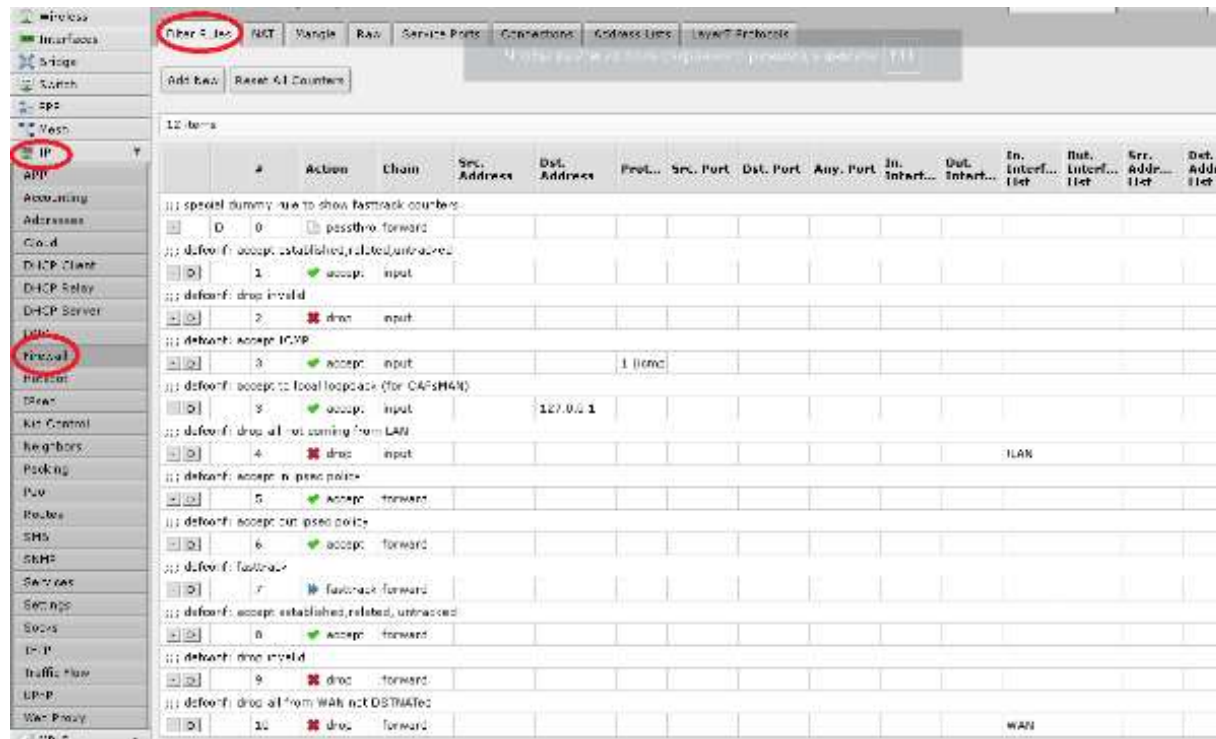 Wireless
Interfaces
Bridge
Switch
PPP
Mesh
IP
Accounting
Addresses
Cloud
DHCP Client
DHCP Relay
DHCP Server
DNS
Firewall
Hotspot
IPsec
Kid Control
Neighbors
Packing
Pool
Routes
SMS
SNMP
Services
Settings
Socks
TFTP
Traffic Flow
UPnP
Web Proxy
Filter Rules NAT Mangle Raw Service Ports Connections Address Lists Layer7 Protocols
F11
Add New Reset All Counters
12 items
# Action Chain Src. Address Dst. Address Prot... Src. Port Dst. Port Any. Port In. Interf... Out. Interf... In. Interf... List Out. Interf... List Src. Addr... List Dst. Addr List
;;; special dummy rule to show fasttrack counters
D 0 passthro forward
;;; defconf: accept established,related,untracked
- D 1 accept input
;;; defconf: drop invalid
- D 2 drop input
;;; defconf: accept ICMP
- D 3 accept input 1 (icmp
;;; defconf: accept to local loopback (for CAPsMAN)
- D accept input 127.0.0.1
;;; defconf: drop all not coming from LAN
- D 4 drop input !LAN
;;; defconf: accept in ipsec policy
- D 5 accept forward
;;; defconf: accept out ipsec policy
- D 6 accept forward
;;; defconf: fasttrack
- D 7 fasttrack forward
;;; defconf: accept established,related, untracked
- D 8 accept forward
;;; defconf: drop invalid
- D 9 drop forward
;;; defconf: drop all from WAN not DSTNATed
- D 10 drop forward WAN